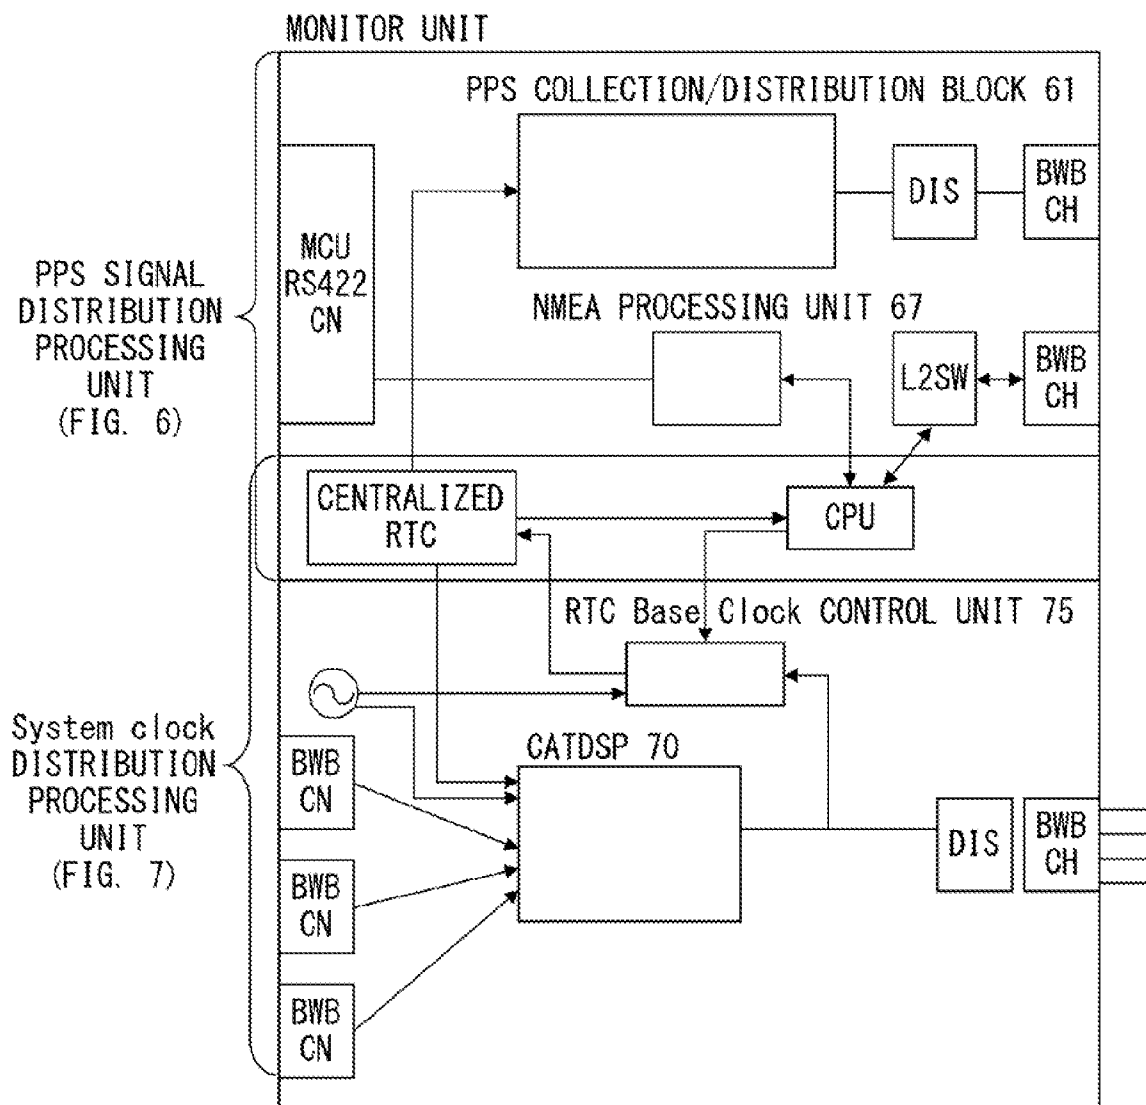 MONITOR UNIT
PPS COLLECTION/DISTRIBUTION BLOCK 61
DIS
BWB
CH
MCU
RS422
CN
PPS SIGNAL
DISTRIBUTION
PROCESSING
UNIT
(FIG. 6)
NMEA PROCESSING UNIT 67
L2SW
BWB
CH
CENTRALIZED
RTC
CPU
RTC Base Clock CONTROL UNIT 75
System clock
DISTRIBUTION
PROCESSING
UNIT
(FIG. 7)
CATDSP 70
BWB
CN
BWB
CN
BWB
CN
DIS
BWB
CH